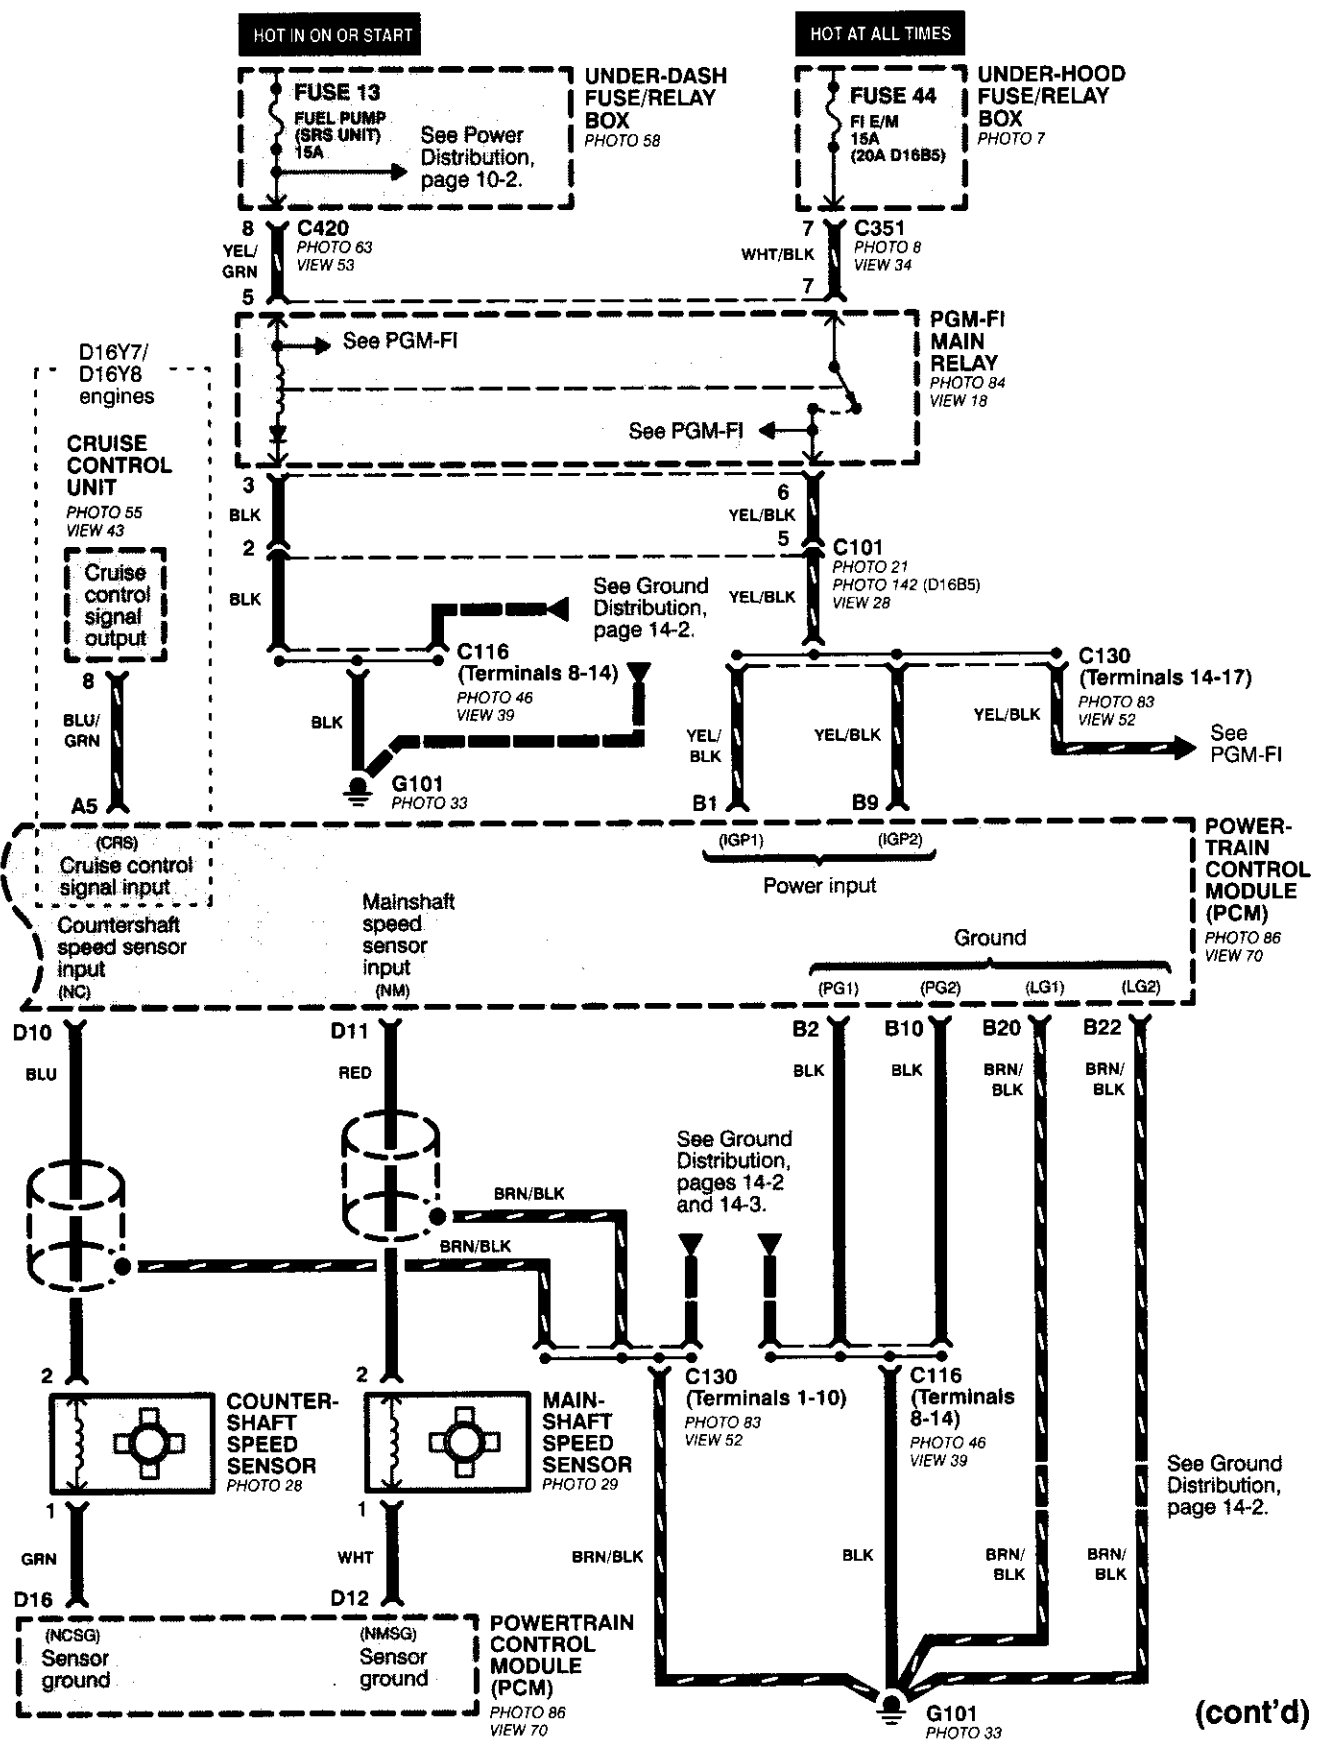 HOT IN ON OR START
HOT AT ALL TIMES
FUSE 13
FUEL PUMP
(SRS UNIT)
15A
See Power
Distribution,
page 10-2.
UNDER-DASH
FUSE/RELAY
BOX
PHOTO 58
FUSE 44
FI E/M
15A
(20A D16B5)
UNDER-HOOD
FUSE/RELAY
BOX
PHOTO 7
8
C420
PHOTO 63
VIEW 53
YEL/
GRN
5
7
C351
PHOTO 8
VIEW 34
WHT/BLK
7
See PGM-FI
See PGM-FI
PGM-FI
MAIN
RELAY
PHOTO 84
VIEW 18
D16Y7/
D16Y8
engines
CRUISE
CONTROL
UNIT
PHOTO 55
VIEW 43
Cruise
control
signal
output
8
BLU/
GRN
A5
3
BLK
2
BLK
6
YEL/BLK
5
C101
PHOTO 21
PHOTO 142 (D16B5)
VIEW 28
YEL/BLK
See Ground
Distribution,
page 14-2.
C116
(Terminals 8-14)
PHOTO 46
VIEW 39
BLK
G101
PHOTO 33
C130
(Terminals 14-17)
PHOTO 83
VIEW 52
YEL/
BLK
YEL/BLK
YEL/BLK
See
PGM-FI
B1
B9
(CRS)
Cruise control
signal input
(IGP1)
(IGP2)
Power input
POWER-
TRAIN
CONTROL
MODULE
(PCM)
PHOTO 86
VIEW 70
Countershaft
speed sensor
input
(NC)
Mainshaft
speed
sensor
input
(NM)
Ground
(PG1)
(PG2)
(LG1)
(LG2)
D10
D11
B2
B10
B20
B22
BLU
RED
BLK
BLK
BRN/
BLK
BRN/
BLK
See Ground
Distribution,
pages 14-2
and 14-3.
BRN/BLK
BRN/BLK
2
2
COUNTER-
SHAFT
SPEED
SENSOR
PHOTO 28
MAIN-
SHAFT
SPEED
SENSOR
PHOTO 29
C130
(Terminals 1-10)
PHOTO 83
VIEW 52
C116
(Terminals
8-14)
PHOTO 46
VIEW 39
See Ground
Distribution,
page 14-2.
1
1
GRN
WHT
BRN/BLK
BLK
BRN/
BLK
BRN/
BLK
D16
D12
(NCSG)
Sensor
ground
(NMSG)
Sensor
ground
POWERTRAIN
CONTROL
MODULE
(PCM)
PHOTO 86
VIEW 70
G101
PHOTO 33
(cont'd)